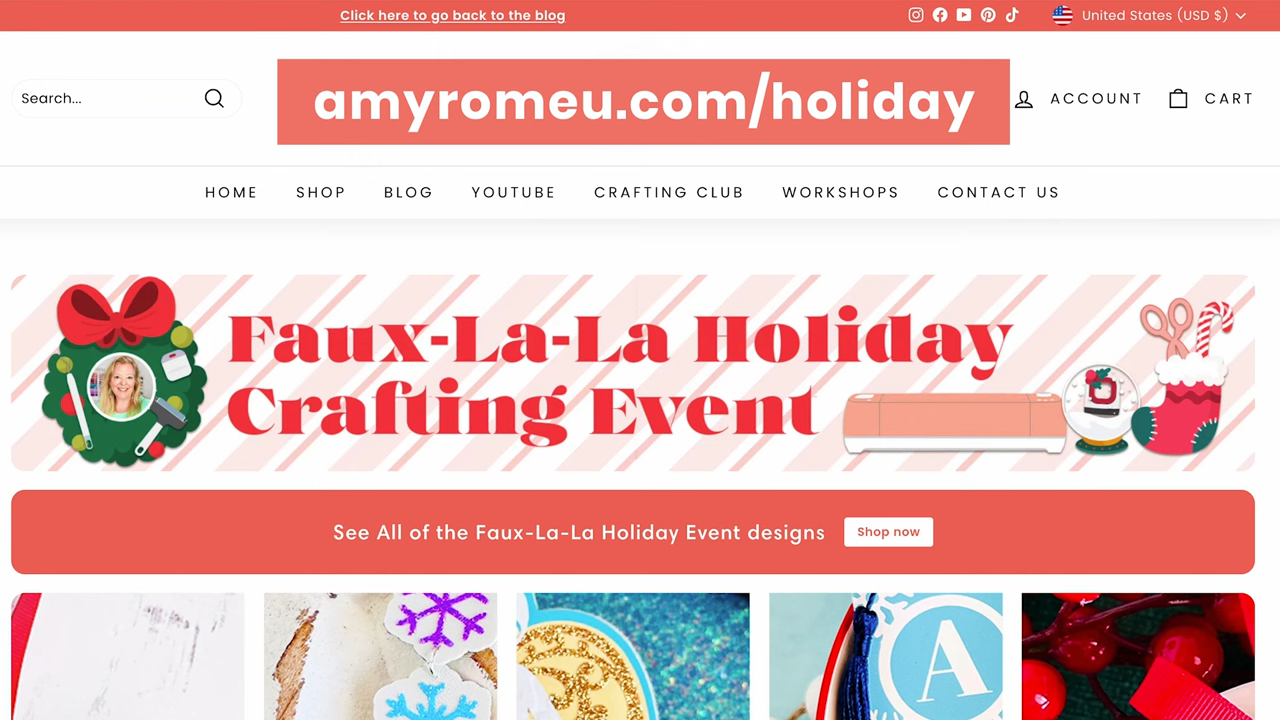 Click here to go back to the blog
United States (USD $)
Search...
amyromeu.com/holiday
ACCOUNT
CART
HOME SHOP BLOG YOUTUBE CRAFTING CLUB WORKSHOPS CONTACT US
Faux-La-La Holiday
Crafting Event
See All of the Faux-La-La Holiday Event designs
Shop now
A